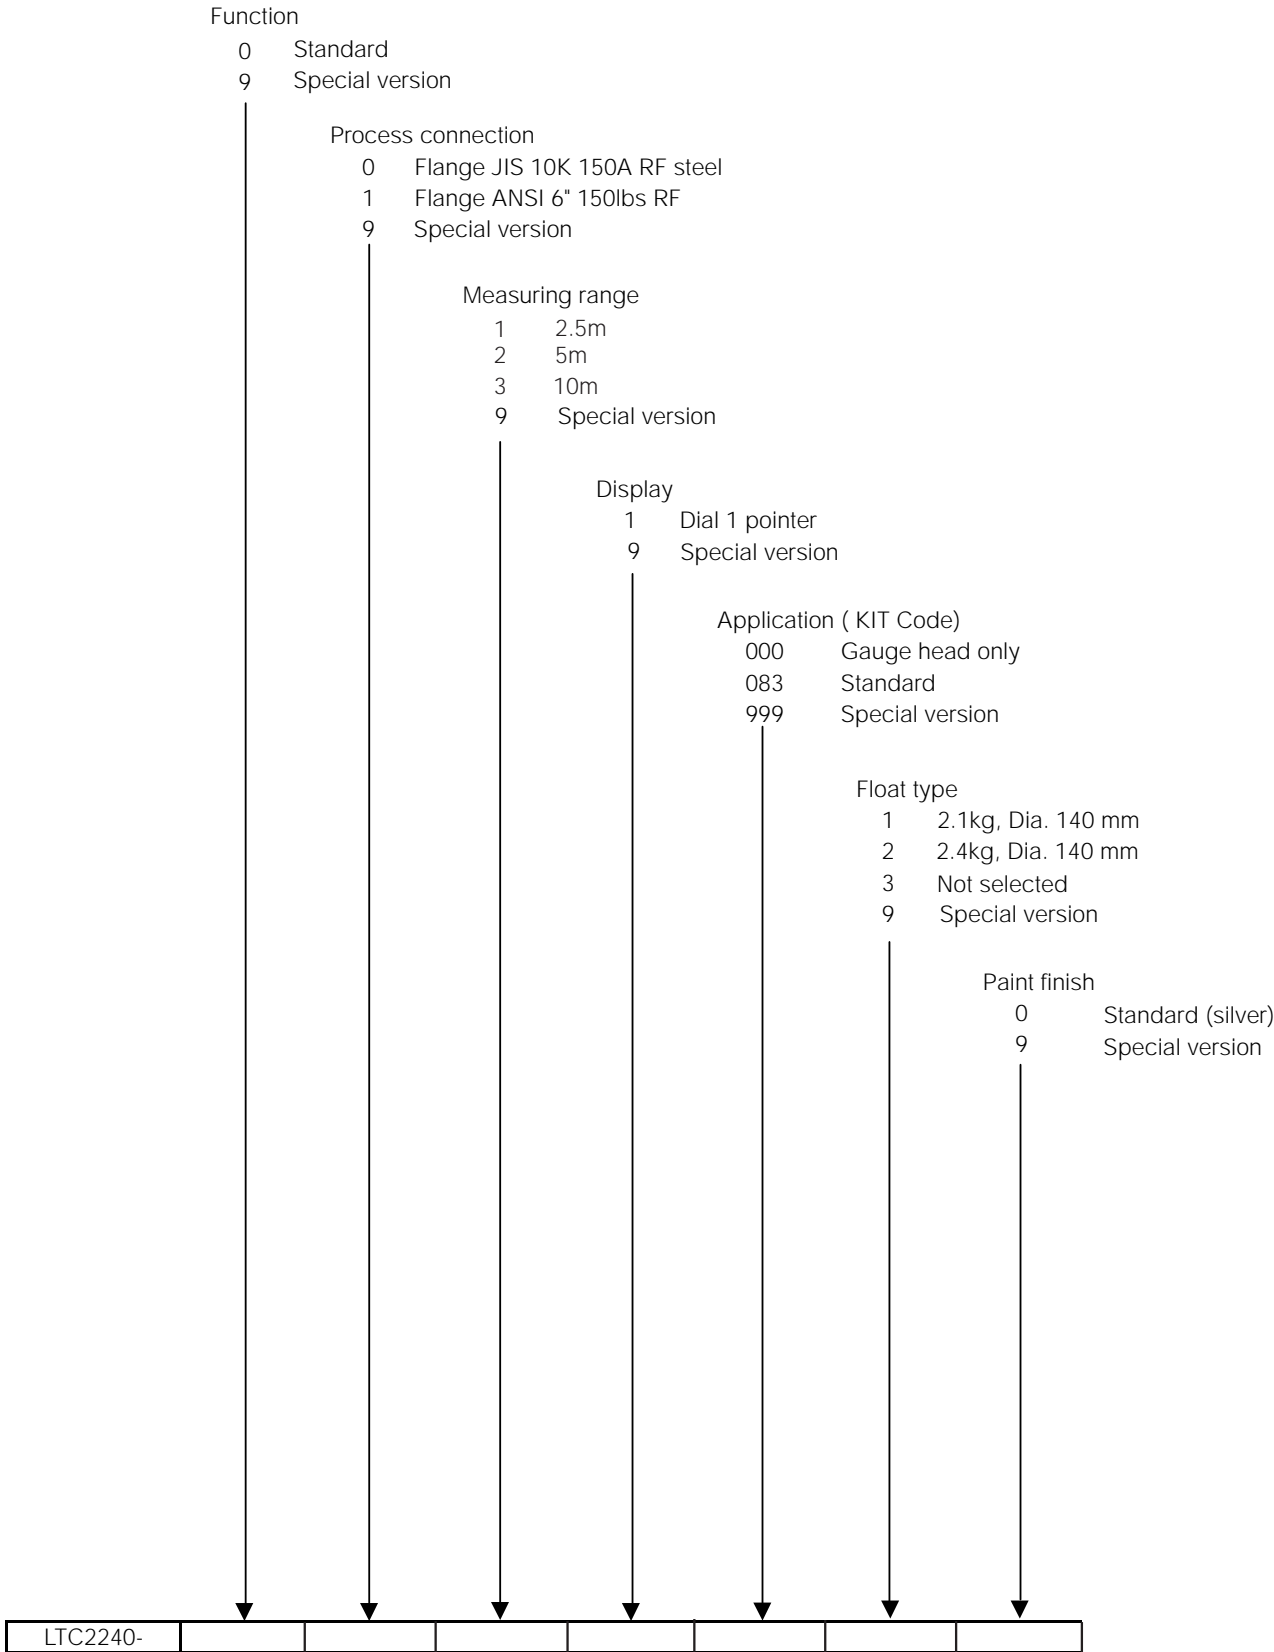 Function
0 Standard
9 Special version
Process connection
0 Flange JIS 10K 150A RF steel
1 Flange ANSI 6" 150lbs RF
9 Special version
Measuring range
1 2.5m
2 5m
3 10m
9 Special version
Display
1 Dial 1 pointer
9 Special version
Application ( KIT Code)
000 Gauge head only
083 Standard
999 Special version
Float type
1 2.1kg, Dia. 140 mm
2 2.4kg, Dia. 140 mm
3 Not selected
9 Special version
Paint finish
0 Standard (silver)
9 Special version
LTC2240-